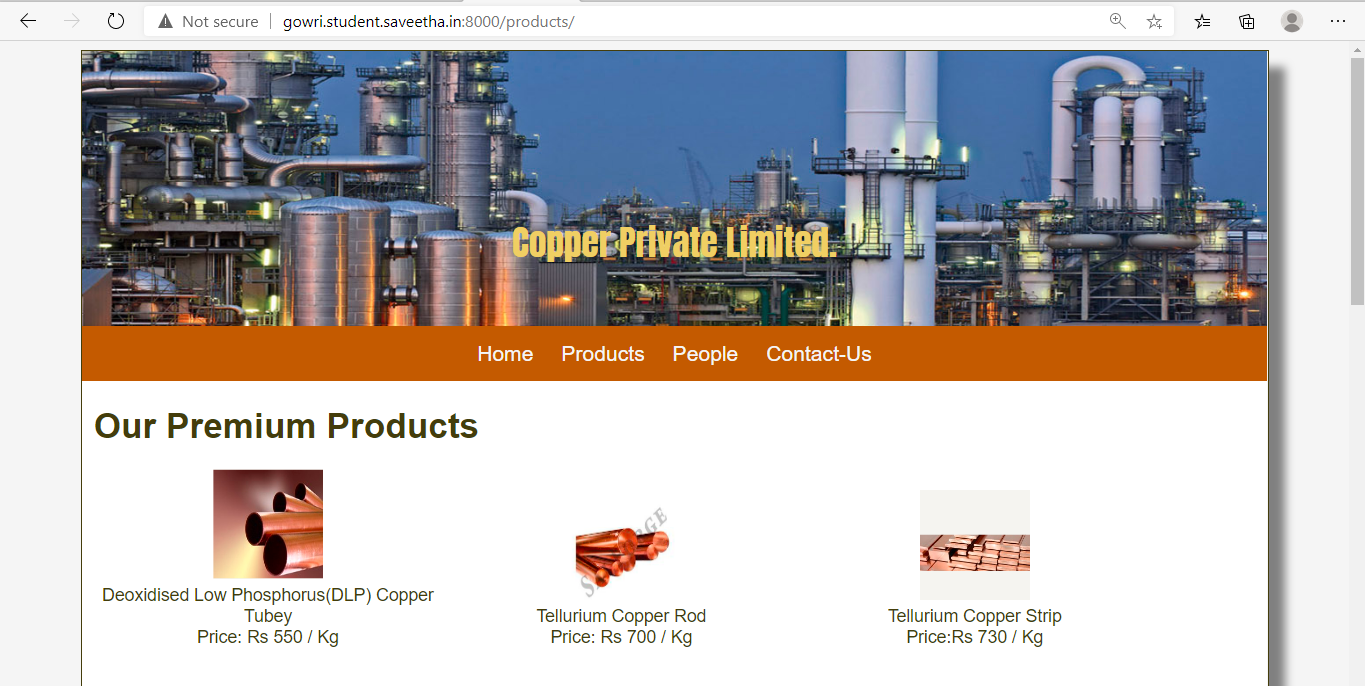 Not secure
gowri.student.saveetha.in:8000/products/
Copper Private Limited.
Home Products People Contact-Us
Our Premium Products
Deoxidised Low Phosphorus(DLP) Copper
Tubey
Price: Rs 550 / Kg
Tellurium Copper Rod
Price: Rs 700 / Kg
Tellurium Copper Strip
Price:Rs 730 / Kg